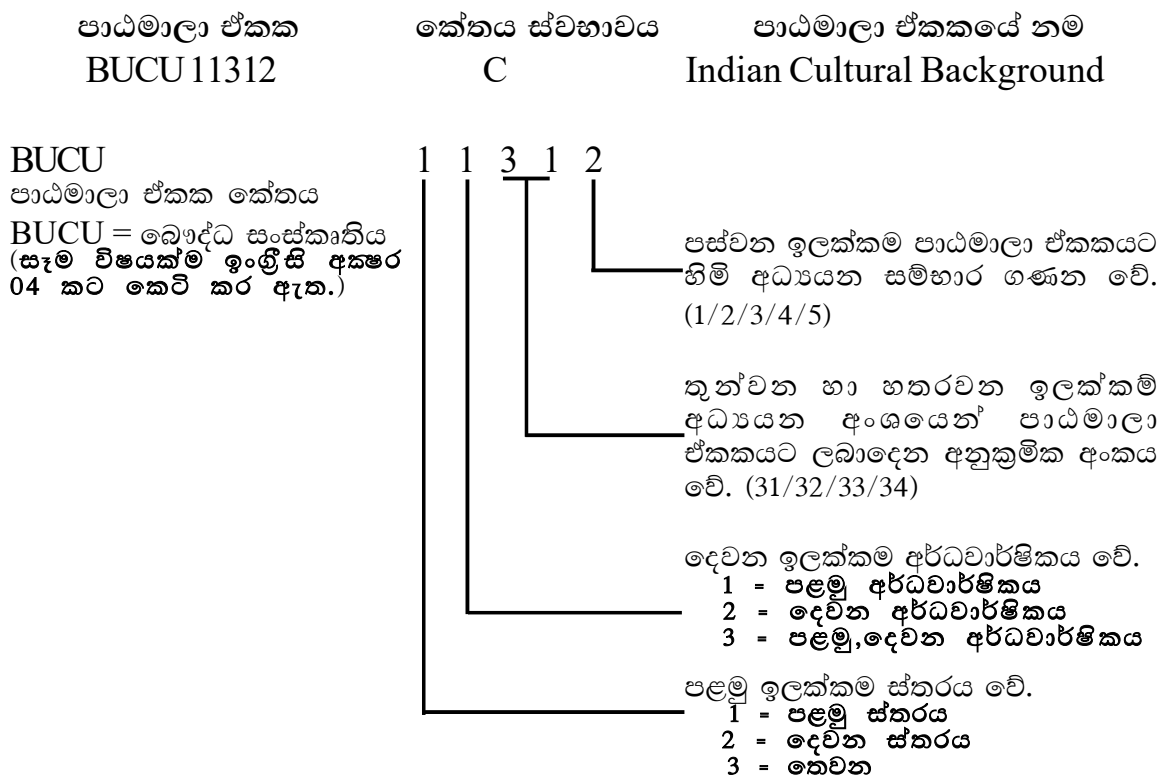 පාඨමාලා ඒකක කේතය ස්වභාවය පාඨමාලා ඒකකයේ නම
BUCU 11312 C Indian Cultural Background
BUCU 1 1 3 1 2
පාඨමාලා ඒකක කේතය
BUCU = බෞද්ධ සංස්කෘතිය
(සෑම විෂයක්ම ඉංග්‍රීසි අක්‍ෂර
04 කට කෙටි කර ඇත.)
පස්වන ඉලක්කම පාඨමාලා ඒකකයට
හිමි අධ්‍යයන සම්භාර ගණන වේ.
(1/2/3/4/5)
තුන්වන හා හතරවන ඉලක්කම්
අධ්‍යයන අංශයෙන් පාඨමාලා
ඒකකයට ලබාදෙන අනුක්‍රමික අංකය
වේ. (31/32/33/34)
දෙවන ඉලක්කම අර්ධවාර්ෂිකය වේ.
1 - පළමු අර්ධවාර්ෂිකය
2 - දෙවන අර්ධවාර්ෂිකය
3 - පළමු,දෙවන අර්ධවාර්ෂිකය
පළමු ඉලක්කම ස්තරය වේ.
1 - පළමු ස්තරය
2 - දෙවන ස්තරය
3 - තෙවන